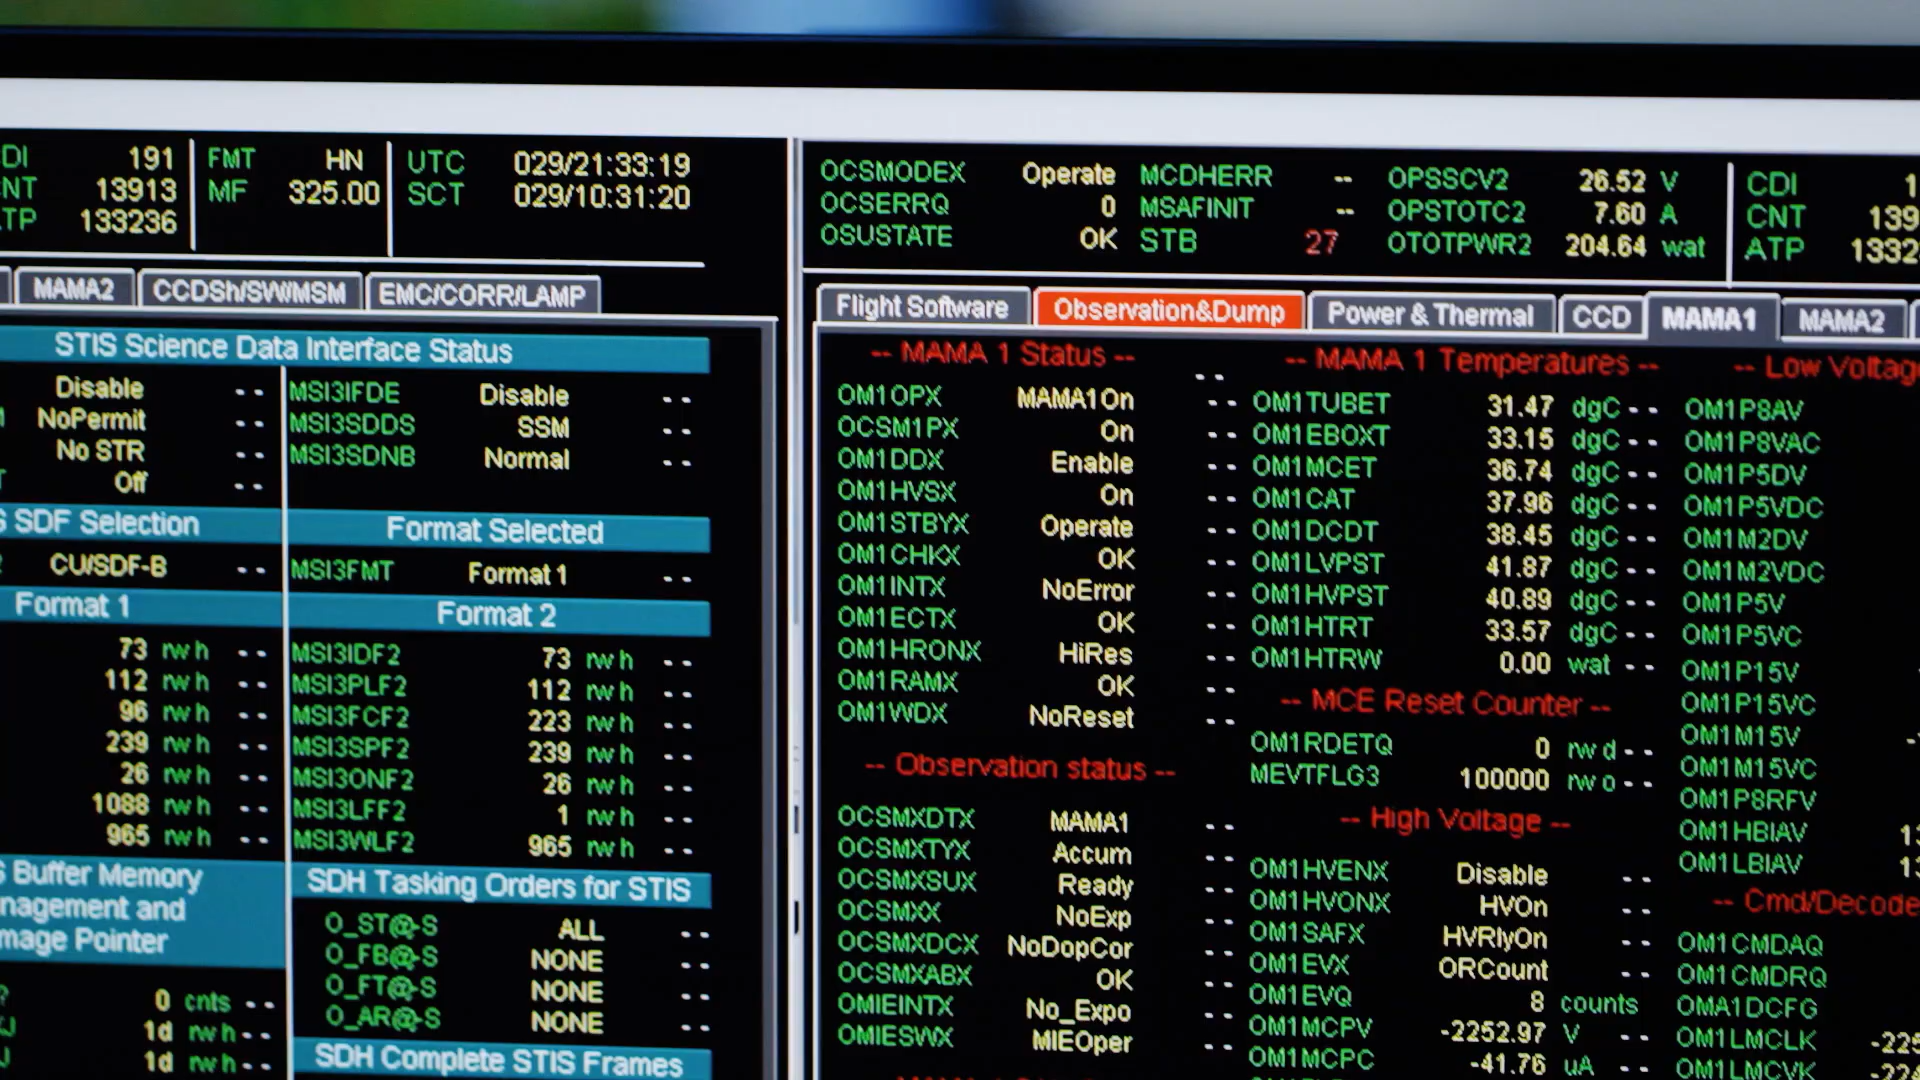 DI 191 FMT HN UTC 029/21:33:19
NT 13913 MF 325.00 SCT 029/10:31:20
TP 133236
MAMA2 CCDSh/SW/MSM EMC/CORR/LAMP
STIS Science Data Interface Status
Disable -- MSI3IFDE Disable --
NoPermit -- MSI3SDDS SSM --
No STR -- MSI3SDNB Normal --
Off --
S SDF Selection Format Selected
CU/SDF-B -- MSI3FMT Format 1 --
Format 1 Format 2
73 rw h -- MSI3IDF2 73 rw h --
112 rw h -- MSI3PLF2 112 rw h --
96 rw h -- MSI3FCF2 223 rw h --
239 rw h -- MSI3SPF2 239 rw h --
26 rw h -- MSI3ONF2 26 rw h --
1088 rw h -- MSI3LFF2 1 rw h --
965 rw h -- MSI3WLF2 965 rw h --
S Buffer Memory SDH Tasking Orders for STIS
nagement and
mage Pointer
O_ST@-S ALL --
O_FB@-S NONE --
0 cnts -- O_FT@-S NONE --
1d rw h -- O_AR@-S NONE --
1d rw h -- SDH Complete STIS Frames
OCSMODEX Operate MCDHERR -- OPSSCV2 26.52 V CDI 1
OCSERRQ 0 MSAFINIT -- OPSTOTC2 7.60 A CNT 139
OSUSTATE OK STB 27 OTOTPWR2 204.64 wat ATP 1332
Flight Software Observation&Dump Power & Thermal CCD MAMA1 MAMA2
-- MAMA 1 Status -- -- MAMA 1 Temperatures -- -- Low Voltag
--
OM1OPX MAMA1On -- OM1TUBET 31.47 dgC -- OM1P8AV
OCSM1PX On -- OM1EBOXT 33.15 dgC -- OM1P8VAC
OM1DDX Enable -- OM1MCET 36.74 dgC -- OM1P5DV
OM1HVSX On -- OM1CAT 37.96 dgC -- OM1P5VDC
OM1STBYX Operate -- OM1DCDT 38.45 dgC -- OM1M2DV
OM1CHKX OK -- OM1LVPST 41.87 dgC -- OM1M2VDC
OM1INTX NoError -- OM1HVPST 40.89 dgC -- OM1P5V
OM1ECTX OK -- OM1HTRT 33.57 dgC -- OM1P5VC
OM1HRONX HiRes -- OM1HTRW 0.00 wat -- OM1P15V
OM1RAMX OK -- -- MCE Reset Counter -- OM1P15VC
OM1WDX NoReset -- OM1RDETQ 0 rw d -- OM1M15V
-- Observation status -- MEVTFLG3 100000 rw o -- OM1M15VC
OCSMXDTX MAMA1 -- -- High Voltage -- OM1P8RFV
OCSMXTYX Accum -- OM1HVENX Disable -- OM1HBIAV 13
OCSMXSUX Ready -- OM1HVONX HVOn -- OM1LBIAV 13
OCSMXX NoExp -- OM1SAFX HVRlyOn -- -- Cmd/Decode
OCSMXDCX NoDopCor -- OM1EVX ORCount -- OM1CMDAQ
OCSMXABX OK -- OM1EVQ 8 counts OM1CMDRQ
OMIEINTX No_Expo -- OM1MCPV -2252.97 V -- OMA1DCFG
OMIESWX MIEOper -- OM1MCPC -41.76 uA -- OM1LMCLK -225
OM1LMCVK